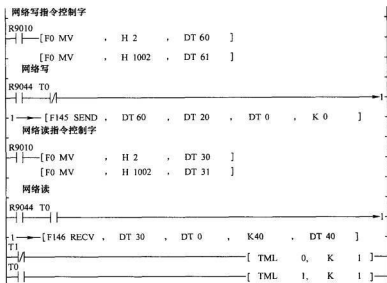 网络写指令控制字
R9010
[F0 MV , H 2 , DT 60 ]
[F0 MV , H 1002 , DT 61 ]
网络写
R9044 T0
1
1 [F145 SEND , DT 60 , DT 20 , DT 0 , K 0 ]
网络读指令控制字
R9010
[F0 MV , H 2 , DT 30 ]
[F0 MV , H 1002 , DT 31 ]
网络读
R9044 T0
1
1 [F146 RECV , DT 30 , DT 0 , K40 , DT 40 ]
T1
[ TML 0, K 1 ]
T0
[ TML 1, K 1 ]